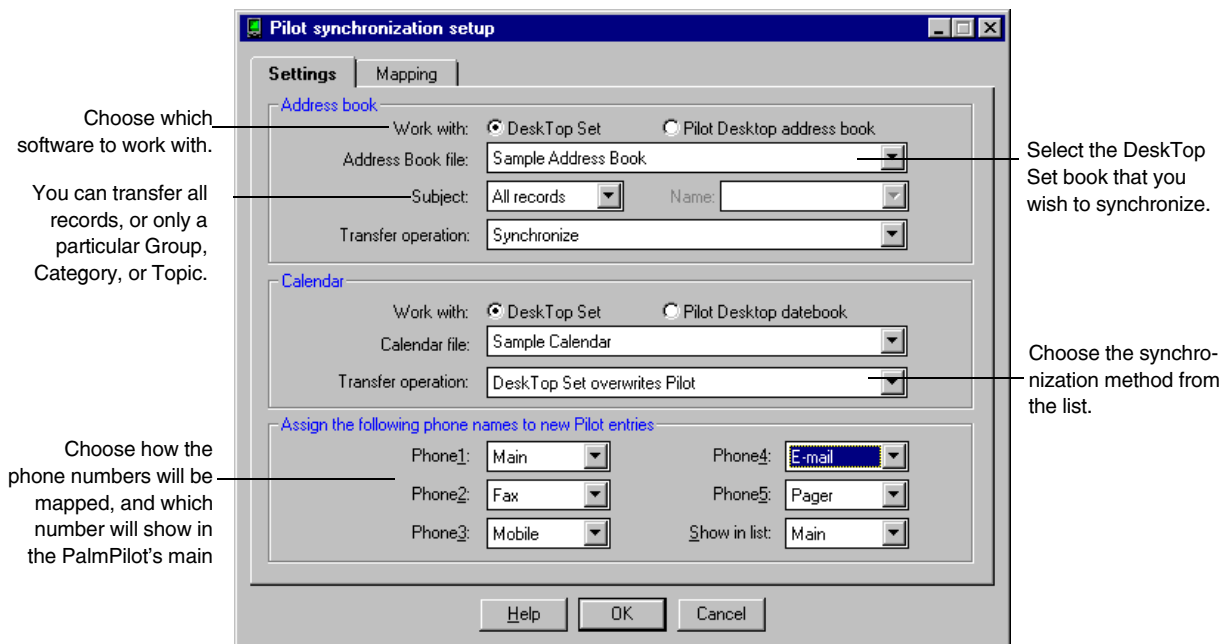 Pilot synchronization setup
Settings
Mapping
Address book
Choose which
software to work with.
Work with: DeskTop Set Pilot Desktop address book
Address Book file: Sample Address Book
Select the DeskTop
Set book that you
wish to synchronize.
You can transfer all
records, or only a
particular Group,
Category, or Topic.
Subject: All records Name:
Transfer operation: Synchronize
Calendar
Work with: DeskTop Set Pilot Desktop datebook
Calendar file: Sample Calendar
Transfer operation: DeskTop Set overwrites Pilot
Choose the synchro-
nization method from
the list.
Assign the following phone names to new Pilot entries
Choose how the
phone numbers will be
mapped, and which
number will show in
the PalmPilot's main
Phone1: Main Phone4: E-mail
Phone2: Fax Phone5: Pager
Phone3: Mobile Show in list: Main
Help OK Cancel